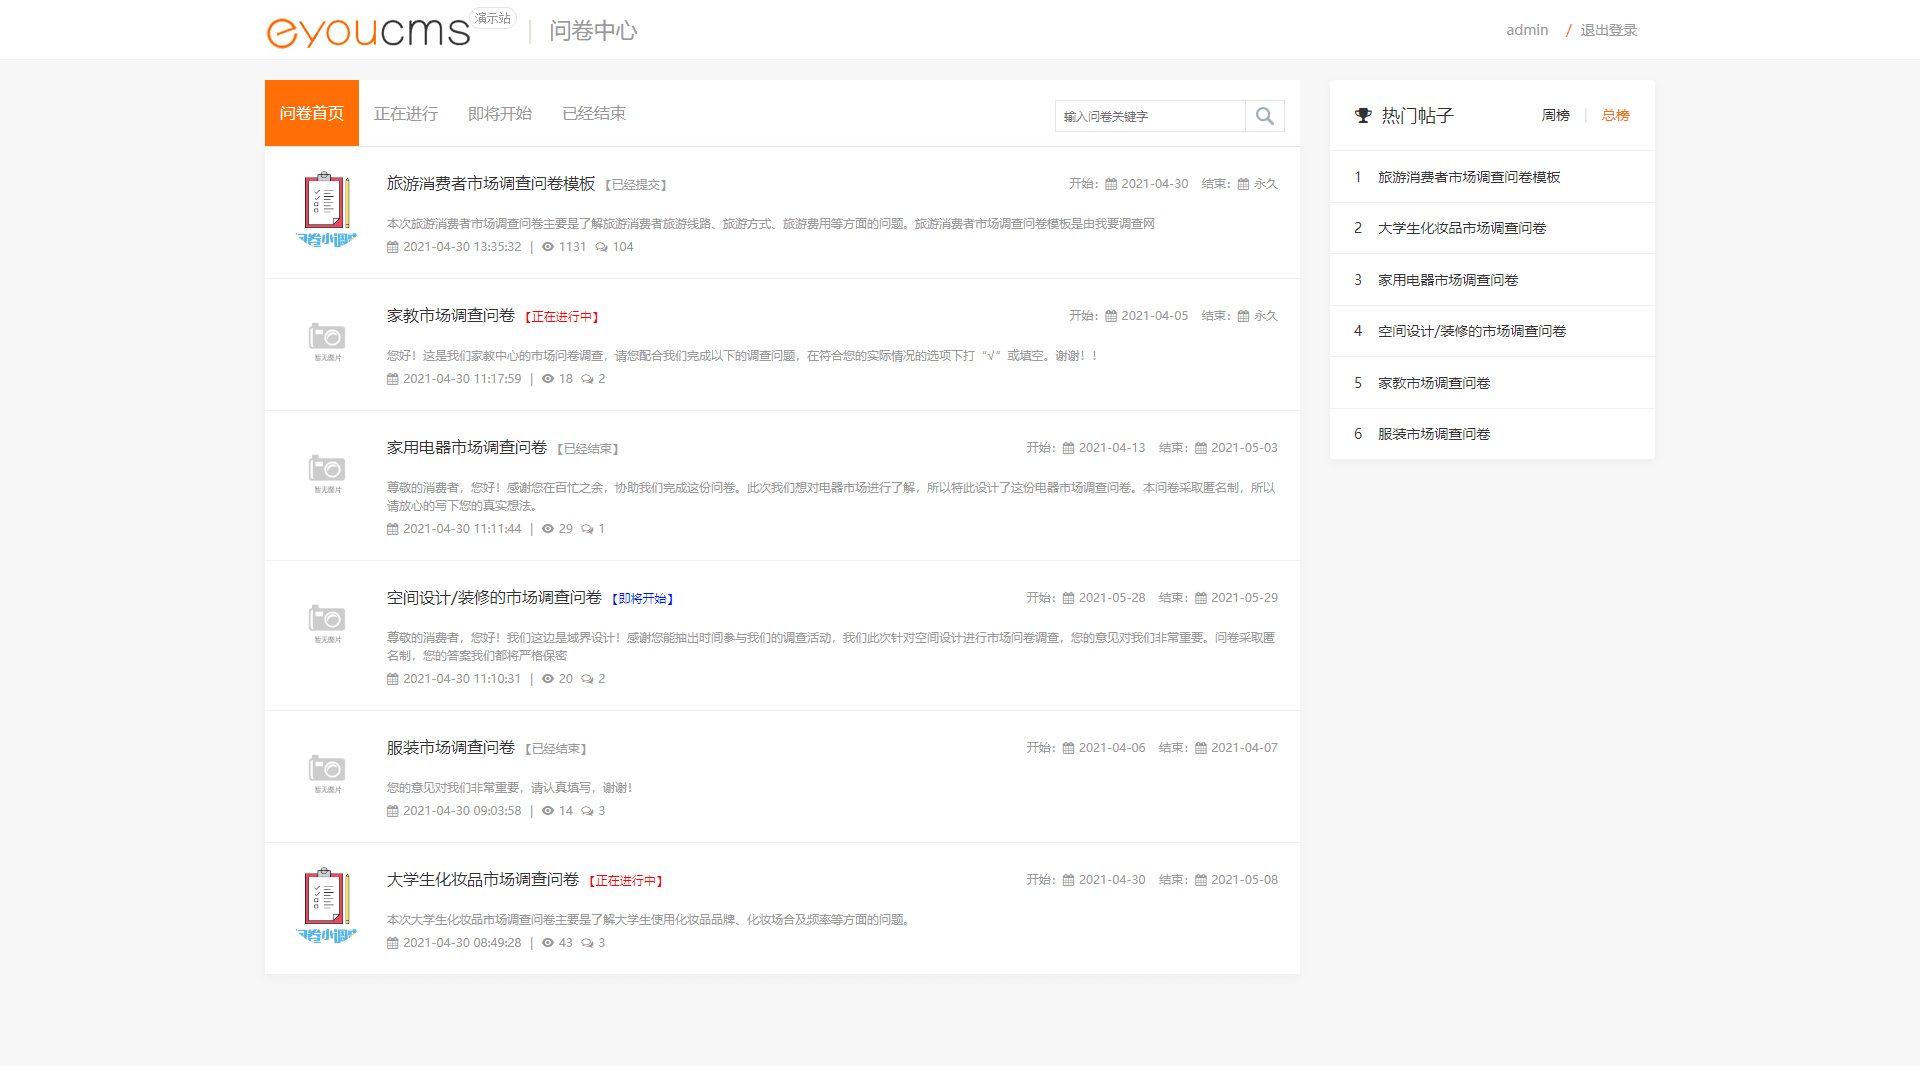 eyoucms 演示站 问卷中心 admin / 退出登录
问卷首页 正在进行 即将开始 已经结束 输入问卷关键字
旅游消费者市场调查问卷模板 【已经提交】 开始: 2021-04-30 结束: 永久
本次旅游消费者市场调查问卷主要是了解旅游消费者旅游线路、旅游方式、旅游费用等方面的问题。旅游消费者市场调查问卷模板是由我要调查网
2021-04-30 13:35:32 | 1131 104
家教市场调查问卷 【正在进行中】 开始: 2021-04-05 结束: 永久
暂无图片
您好！这是我们家教中心的市场问卷调查，请您配合我们完成以下的调查问题，在符合您的实际情况的选项下打“√”或填空。谢谢！！
2021-04-30 11:17:59 | 18 2
家用电器市场调查问卷 【已经结束】 开始: 2021-04-13 结束: 2021-05-03
暂无图片
尊敬的消费者，您好！感谢您在百忙之余，协助我们完成这份问卷。此次我们想对电器市场进行了解，所以特此设计了这份电器市场调查问卷。本问卷采取匿名制，所以
请放心的写下您的真实想法。
2021-04-30 11:11:44 | 29 1
空间设计/装修的市场调查问卷 【即将开始】 开始: 2021-05-28 结束: 2021-05-29
暂无图片
尊敬的消费者，您好！我们这边是域界设计！感谢您能抽出时间参与我们的调查活动，我们此次针对空间设计进行市场问卷调查，您的意见对我们非常重要。问卷采取匿
名制，您的答案我们都将严格保密
2021-04-30 11:10:31 | 20 2
服装市场调查问卷 【已经结束】 开始: 2021-04-06 结束: 2021-04-07
暂无图片
您的意见对我们非常重要，请认真填写，谢谢！
2021-04-30 09:03:58 | 14 3
大学生化妆品市场调查问卷 【正在进行中】 开始: 2021-04-30 结束: 2021-05-08
本次大学生化妆品市场调查问卷主要是了解大学生使用化妆品品牌、化妆场合及频率等方面的问题。
2021-04-30 08:49:28 | 43 3
热门帖子 周榜 | 总榜
1 旅游消费者市场调查问卷模板
2 大学生化妆品市场调查问卷
3 家用电器市场调查问卷
4 空间设计/装修的市场调查问卷
5 家教市场调查问卷
6 服装市场调查问卷